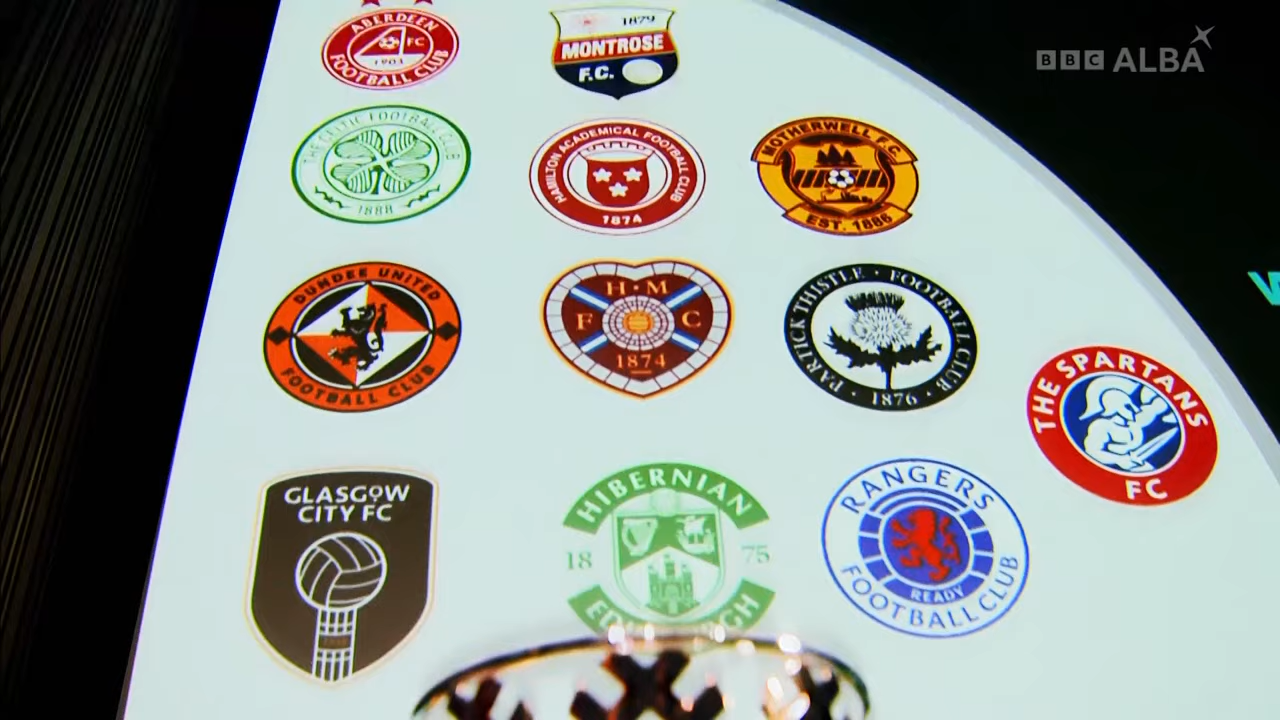 BBC ALBA
ABERDEEN
FC
1903
FOOTBALL CLUB
1879
MONTROSE
F.C.
THE CELTIC FOOTBALL CLUB
1888
HAMILTON ACADEMICAL FOOTBALL CLUB
1874
MOTHERWELL F.C.
EST. 1886
DUNDEE UNITED
FOOTBALL CLUB
H·M
F C
1874
PARTICK THISTLE · FOOTBALL CLUB ·
1876
THE SPARTANS
FC
GLASGOW
CITY FC
HIBERNIAN
18 75
RANGERS
READY
FOOTBALL CLUB